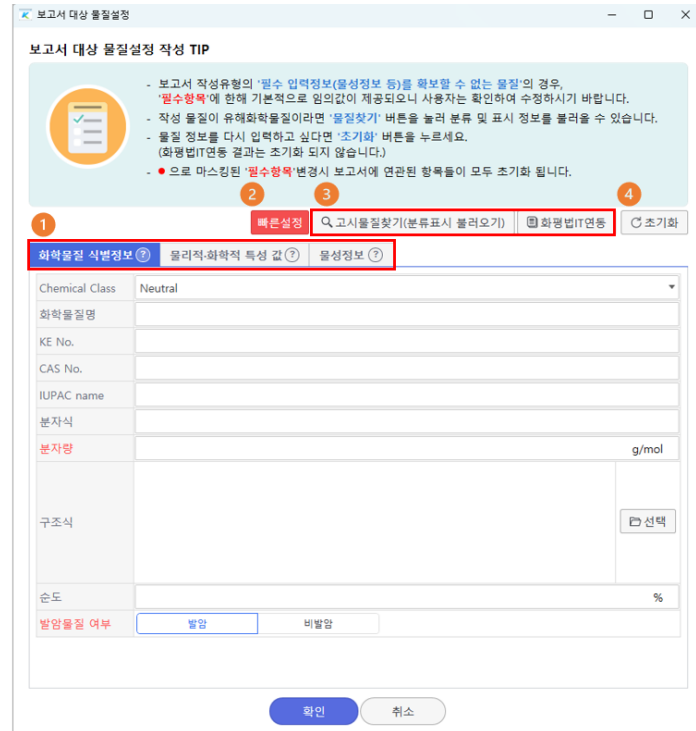 보고서 대상 물질설정
보고서 대상 물질설정 작성 TIP
- 보고서 작성유형의 '필수 입력정보(물성정보 등)를 확보할 수 없는 물질'의 경우,
'필수항목'에 한해 기본적으로 임의값이 제공되오니 사용자는 확인하여 수정하시기 바랍니다.
- 작성 물질이 유해화학물질이라면 '물질찾기' 버튼을 눌러 분류 및 표시 정보를 불러올 수 있습니다.
- 물질 정보를 다시 입력하고 싶다면 '초기화' 버튼을 누르세요.
(화평법IT연동 결과는 초기화 되지 않습니다.)
- ● 으로 마스킹된 '필수항목'변경시 보고서에 연관된 항목들이 모두 초기화 됩니다.
1 2 3 4
빠른설정 고시물질찾기(분류표시 불러오기) 화평법IT연동 초기화
화학물질 식별정보 ? 물리적·화학적 특성 값 ? 물성정보 ?
Chemical Class Neutral
화학물질명
KE No.
CAS No.
IUPAC name
분자식
분자량 g/mol
구조식 선택
순도 %
발암물질 여부 발암 비발암
확인 취소